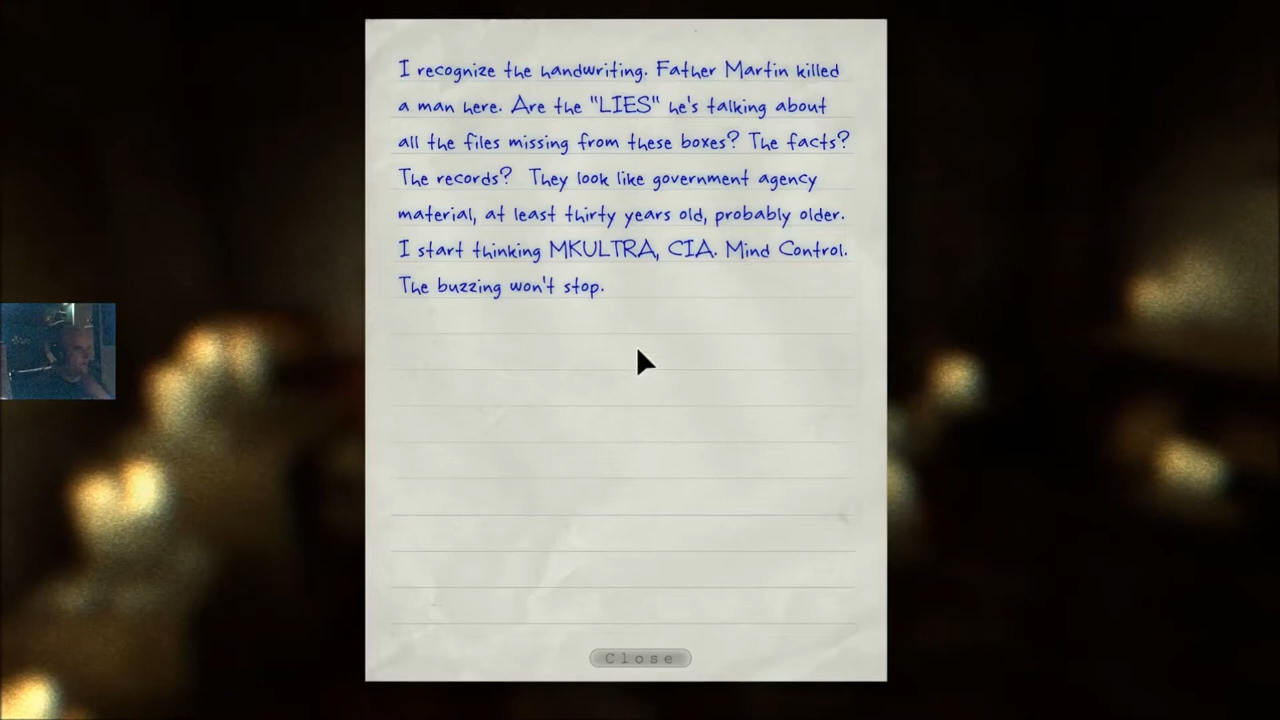 I recognize the handwriting. Father Martin killed
a man here. Are the "LIES" he's talking about
all the files missing from these boxes? The facts?
The records?  They look like government agency
material, at least thirty years old, probably older.
I start thinking MKULTRA, CIA. Mind Control.
The buzzing won't stop.
Close